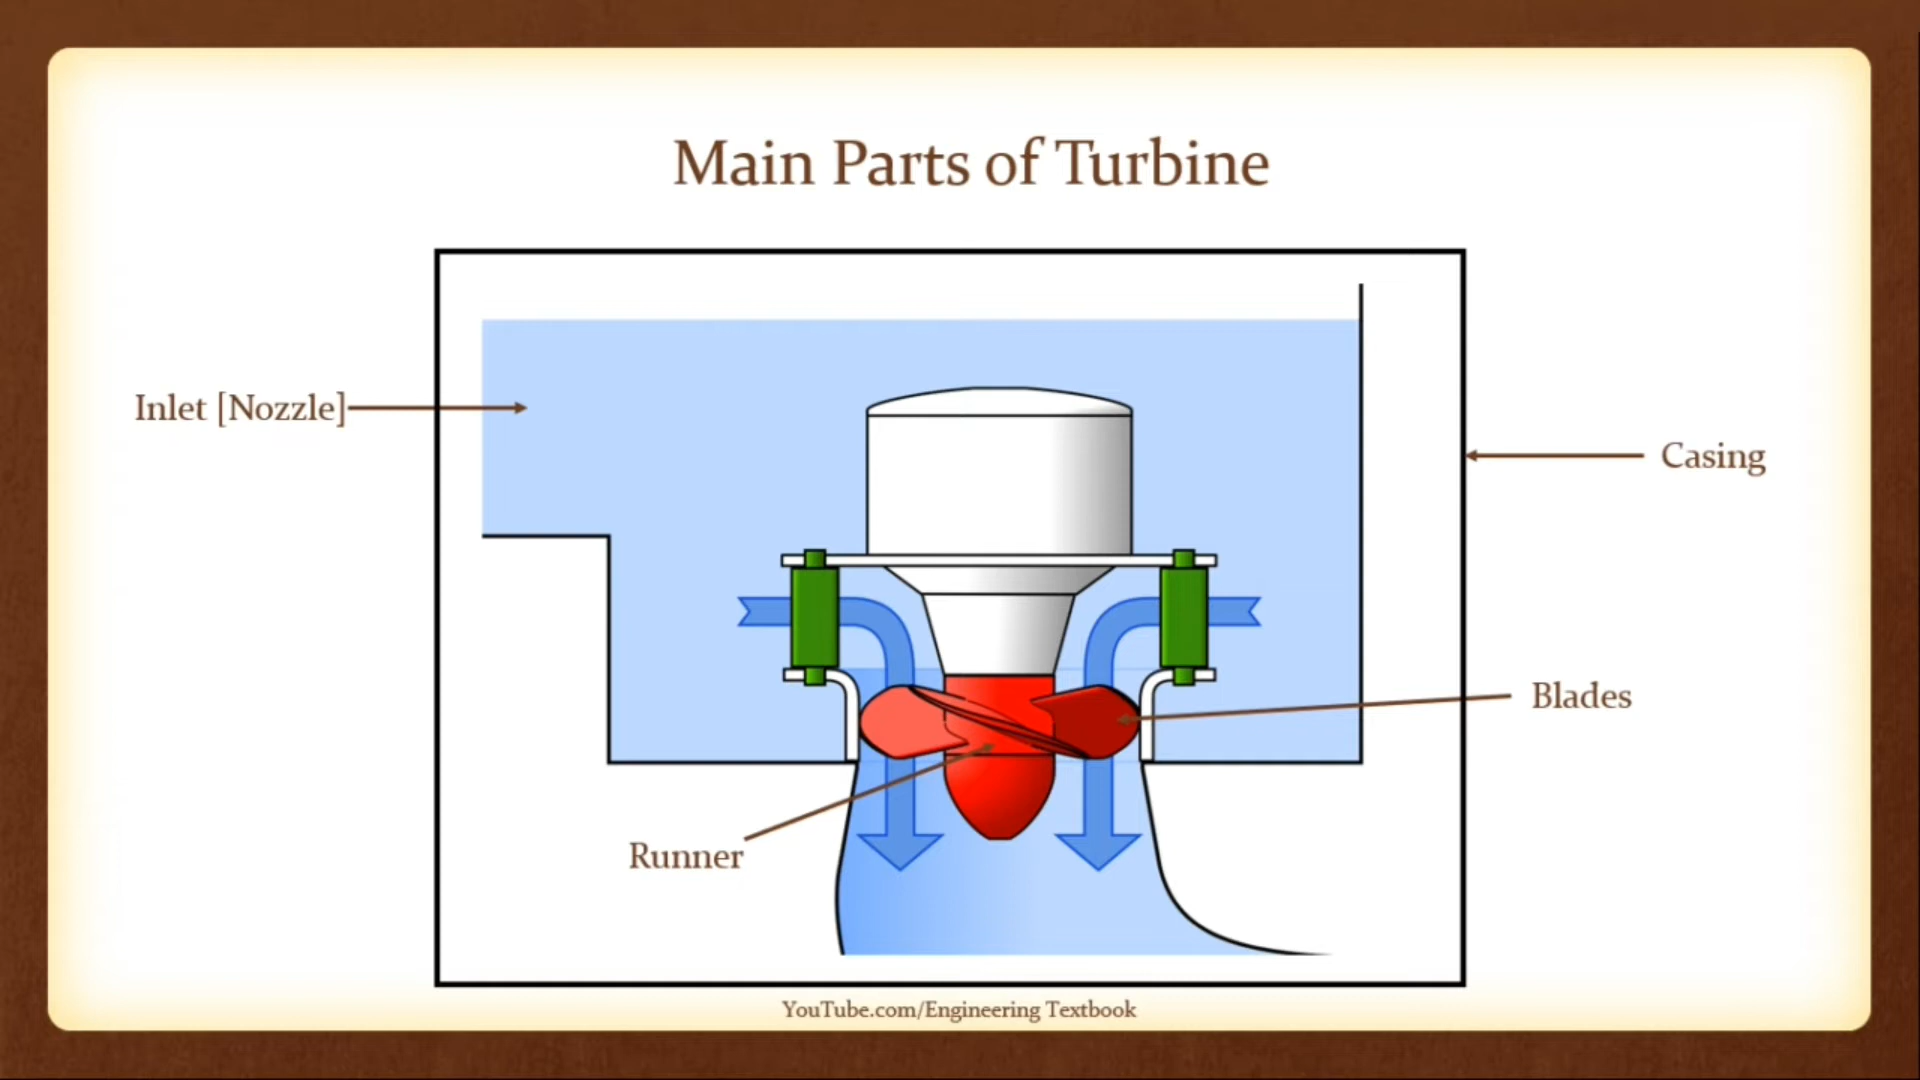 Main Parts of Turbine
Inlet [Nozzle]
Casing
Blades
Runner
YouTube.com/Engineering Textbook